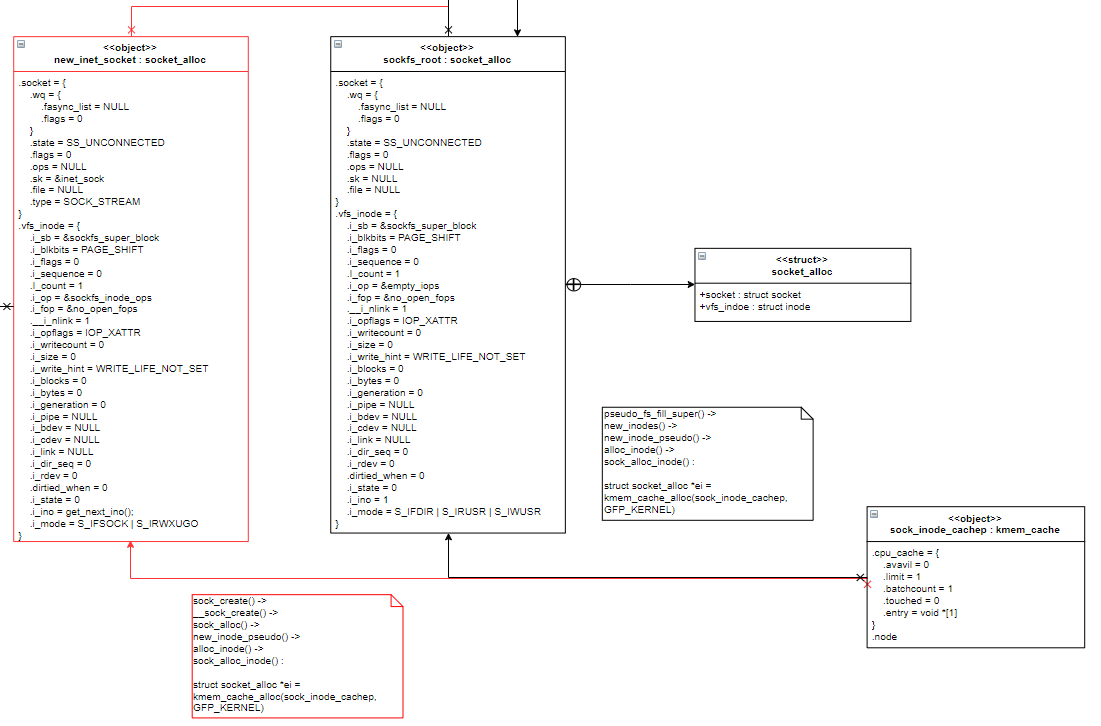 <<object>>
new_inet_socket : socket_alloc
.socket = {
.wq = {
.fasync_list = NULL
.flags = 0
}
.state = SS_UNCONNECTED
.flags = 0
.ops = NULL
.sk = &inet_sock
.file = NULL
.type = SOCK_STREAM
}
.vfs_inode = {
.i_sb = &sockfs_super_block
.i_blkbits = PAGE_SHIFT
.i_flags = 0
.i_sequence = 0
.I_count = 1
.i_op = &sockfs_inode_ops
.i_fop = &no_open_fops
.__i_nlink = 1
.i_opflags = IOP_XATTR
.i_writecount = 0
.i_size = 0
.i_write_hint = WRITE_LIFE_NOT_SET
.i_blocks = 0
.i_bytes = 0
.i_generation = 0
.i_pipe = NULL
.i_bdev = NULL
.i_cdev = NULL
.i_link = NULL
.i_dir_seq = 0
.i_rdev = 0
.dirtied_when = 0
.i_state = 0
.i_ino = get_next_ino();
.i_mode = S_IFSOCK | S_IRWXUGO
}
<<object>>
sockfs_root : socket_alloc
.socket = {
.wq = {
.fasync_list = NULL
.flags = 0
}
.state = SS_UNCONNECTED
.flags = 0
.ops = NULL
.sk = NULL
.file = NULL
}
.vfs_inode = {
.i_sb = &sockfs_super_block
.i_blkbits = PAGE_SHIFT
.i_flags = 0
.i_sequence = 0
.I_count = 1
.i_op = &empty_iops
.i_fop = &no_open_fops
.__i_nlink = 1
.i_opflags = IOP_XATTR
.i_writecount = 0
.i_size = 0
.i_write_hint = WRITE_LIFE_NOT_SET
.i_blocks = 0
.i_bytes = 0
.i_generation = 0
.i_pipe = NULL
.i_bdev = NULL
.i_cdev = NULL
.i_link = NULL
.i_dir_seq = 0
.i_rdev = 0
.dirtied_when = 0
.i_state = 0
.i_ino = 1
.i_mode = S_IFDIR | S_IRUSR | S_IWUSR
}
<<struct>>
socket_alloc
+socket : struct socket
+vfs_indoe : struct inode
pseudo_fs_fill_super() ->
new_inodes() ->
new_inode_pseudo() ->
alloc_inode() ->
sock_alloc_inode() :
struct socket_alloc *ei =
kmem_cache_alloc(sock_inode_cachep,
GFP_KERNEL)
<<object>>
sock_inode_cachep : kmem_cache
.cpu_cache = {
.avavil = 0
.limit = 1
.batchcount = 1
.touched = 0
.entry = void *[1]
}
.node
sock_create() ->
__sock_create() ->
sock_alloc() ->
new_inode_pseudo() ->
alloc_inode() ->
sock_alloc_inode() :
struct socket_alloc *ei =
kmem_cache_alloc(sock_inode_cachep,
GFP_KERNEL)